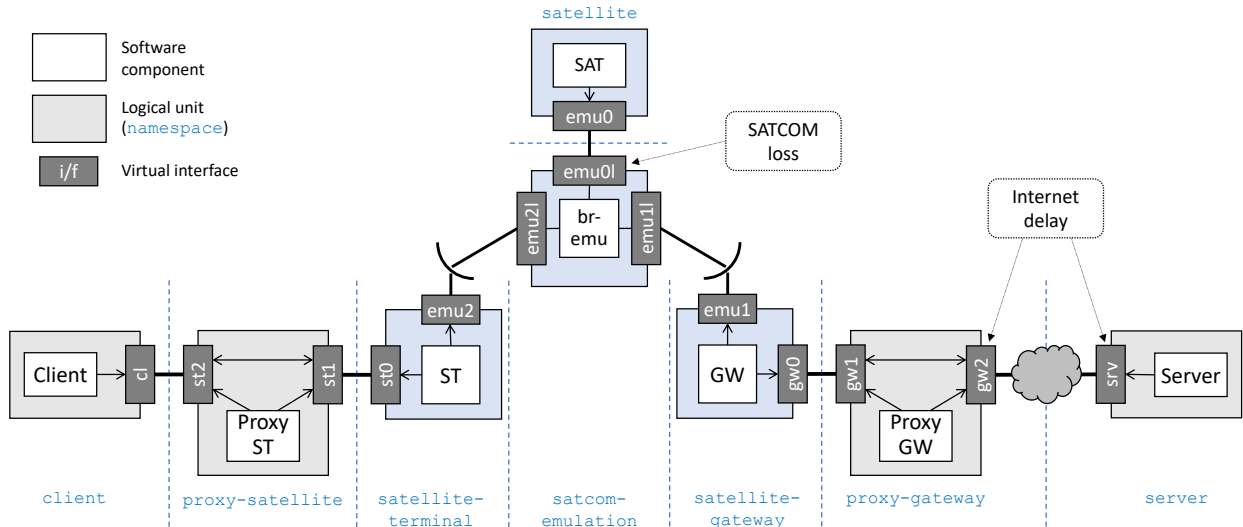 satellite
Software
component
SAT
Logical unit
(namespace)
emu0
SATCOM
loss
i/f
Virtual interface
emu0l
emu2l
br-
emu
emu1l
Internet
delay
emu2
emu1
Client
cl
st2
st1
st0
ST
GW
gw0
gw1
gw2
srv
Server
Proxy
ST
Proxy
GW
client
proxy-satellite
satellite-
terminal
satcom-
emulation
satellite-
gateway
proxy-gateway
server